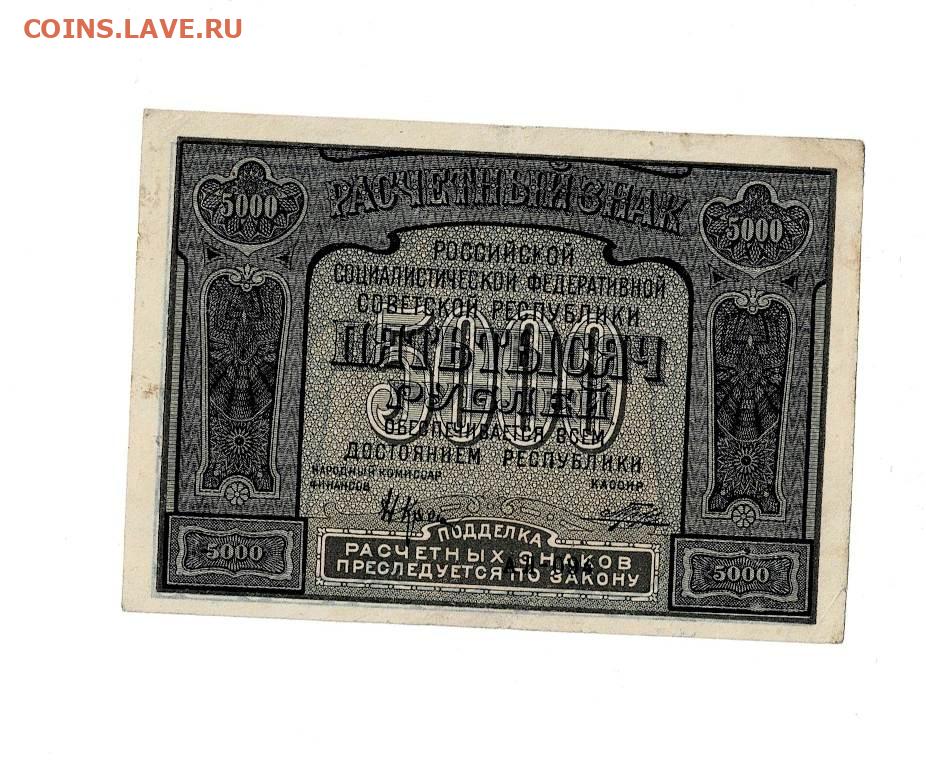 COINS.LAVE.RU
5000
РАСЧЕТНЫЙ ЗНАК
5000
РОССИЙСКОЙ
СОЦИАЛИСТИЧЕСКОЙ ФЕДЕРАТИВНОЙ
СОВЕТСКОЙ РЕСПУБЛИКИ
5000
ПЯТЬ ТЫСЯЧ
РУБЛЕЙ
ОБЕСПЕЧИВАЕТСЯ ВСЕМ
ДОСТОЯНИЕМ РЕСПУБЛИКИ
НАРОДНЫЙ КОМИССАР
ФИНАНСОВ
КАССИР
5000
ПОДДЕЛКА
РАСЧЕТНЫХ ЗНАКОВ
ПРЕСЛЕДУЕТСЯ ПО ЗАКОНУ
5000